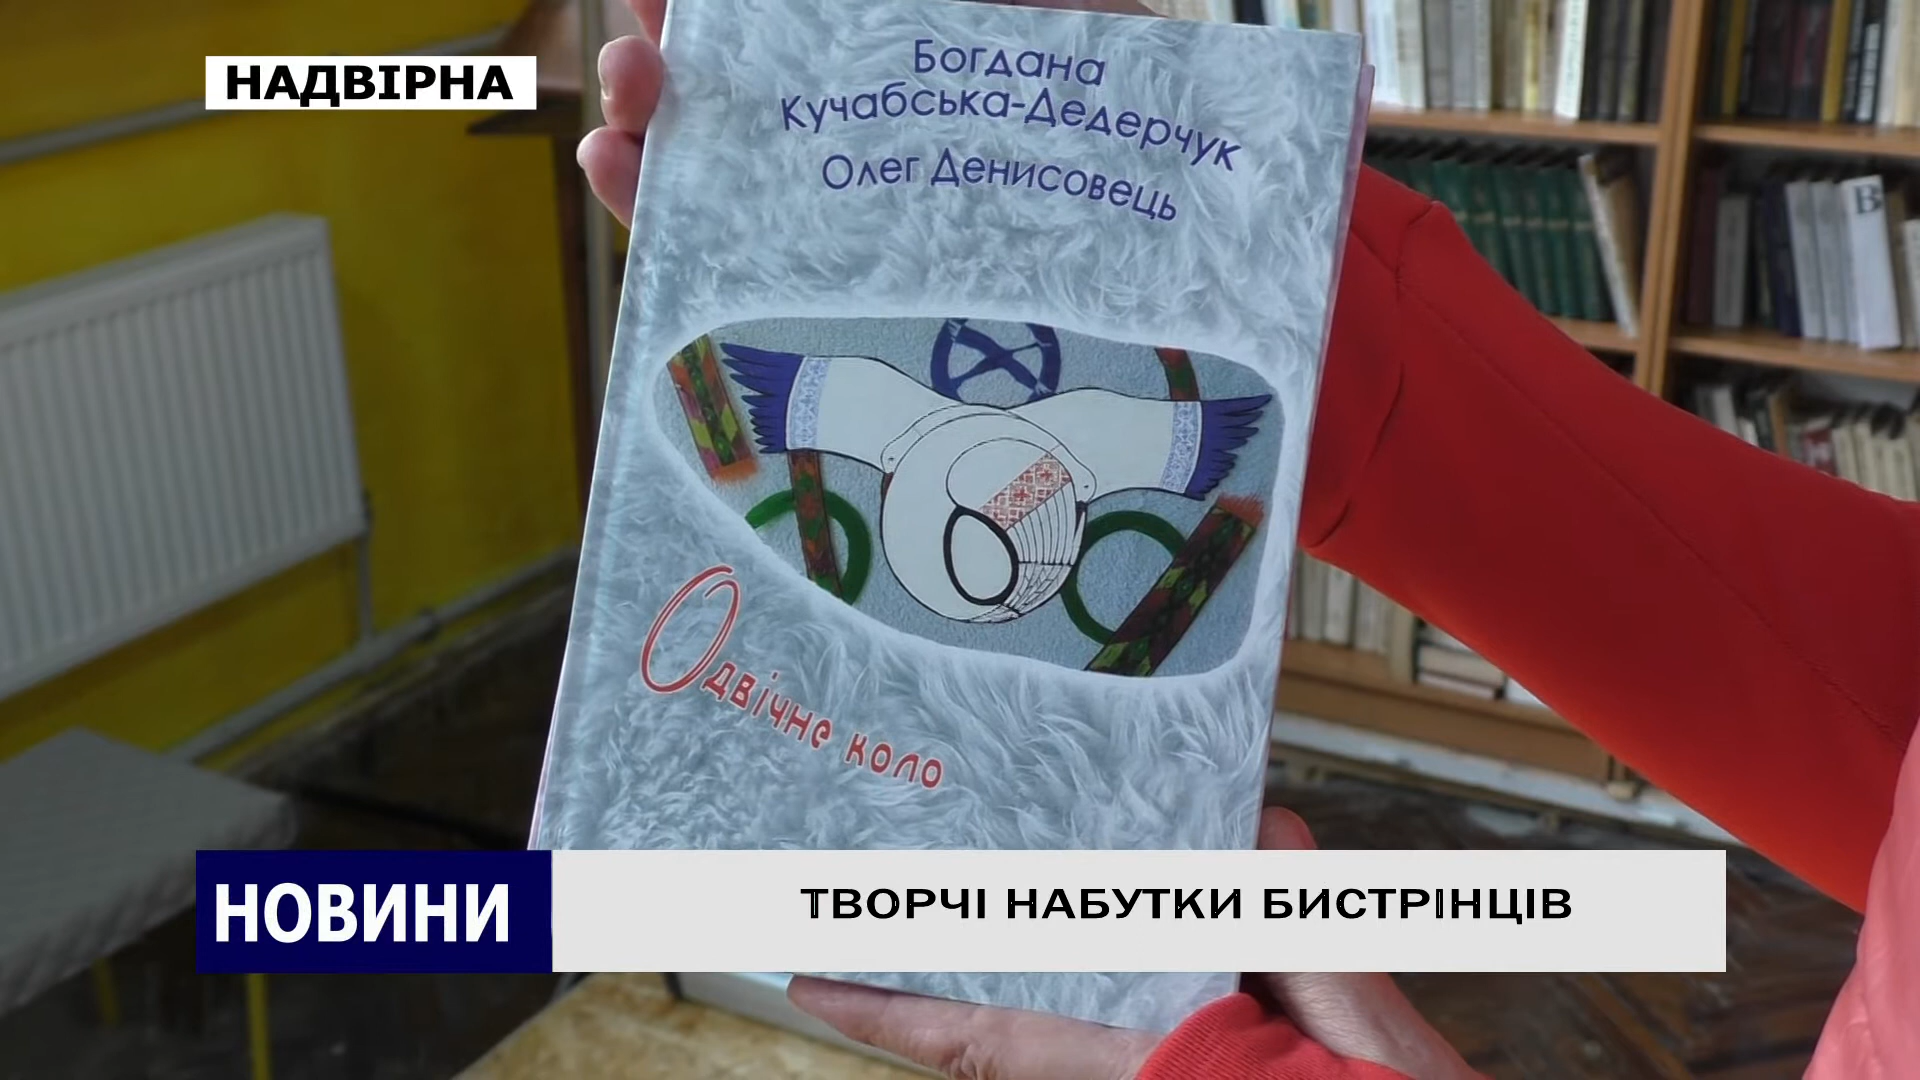 НАДВІРНА
Богдана
Кучабська-Дедерчук
Олег Денисовець
В
Одвічне коло
НОВИНИ
ТВОРЧІ НАБУТКИ БИСТРІНЦІВ